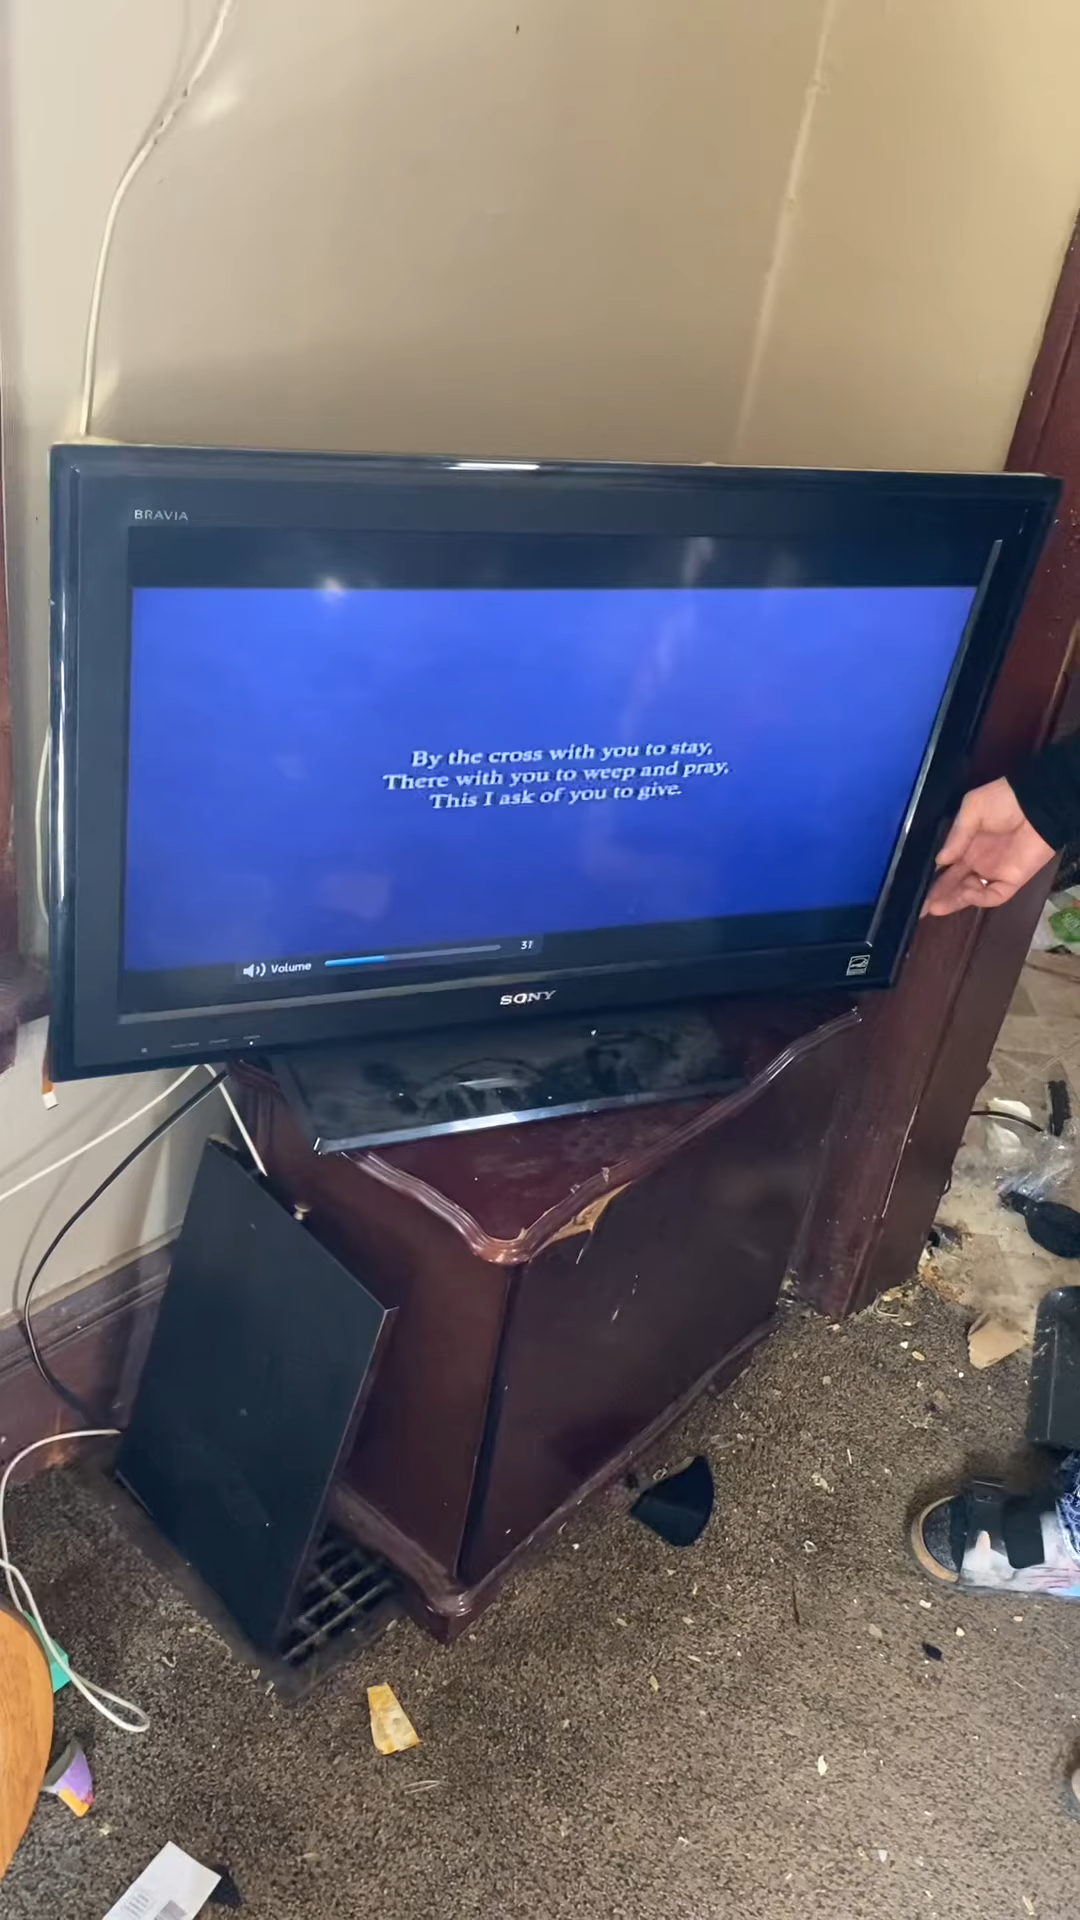 BRAVIA
By the cross with you to stay,
There with you to weep and pray,
This I ask of you to give.
Volume 31
SONY